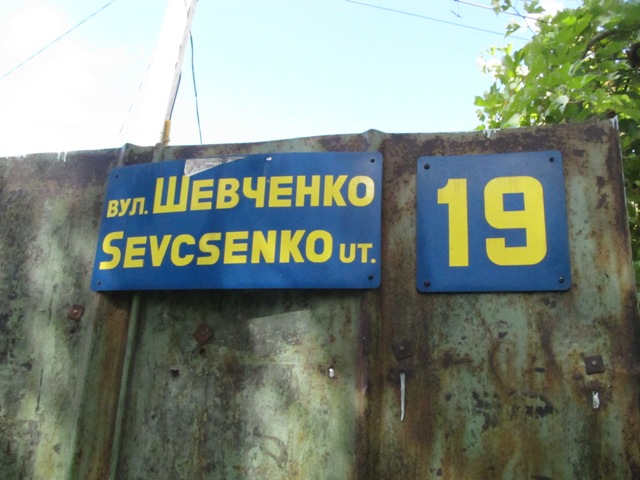 вул. Шевченко
Sevcsenko ut.
19